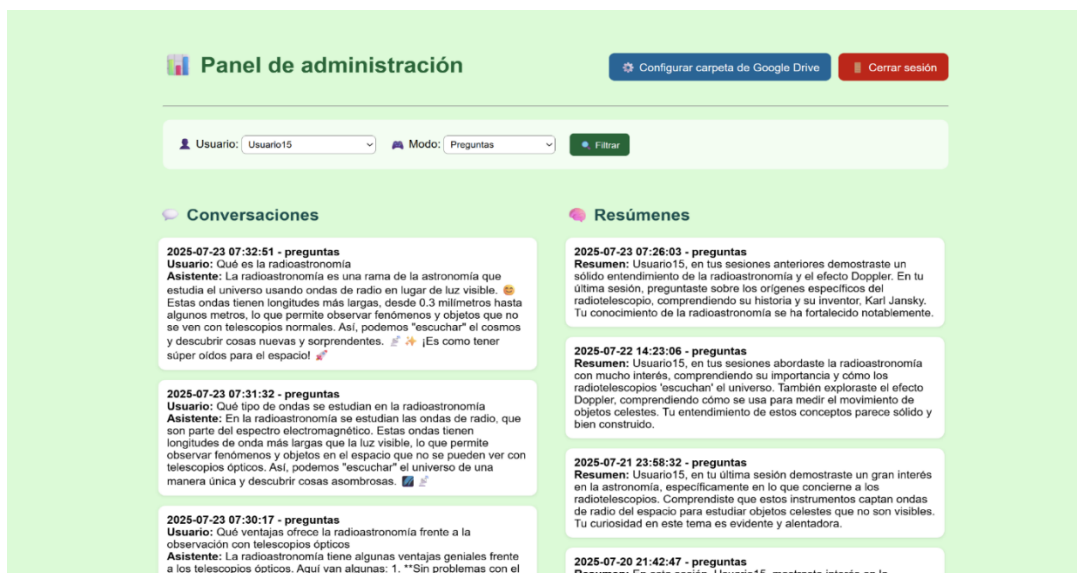 Panel de administración
Configurar carpeta de Google Drive
Cerrar sesión
Usuario:
Usuario15
Modo:
Preguntas
Filtrar
Conversaciones
2025-07-23 07:32:51 - preguntas
Usuario: Qué es la radioastronomía
Asistente: La radioastronomía es una rama de la astronomía que
estudia el universo usando ondas de radio en lugar de luz visible. 😊
Estas ondas tienen longitudes más largas, desde 0.3 milímetros hasta
algunos metros, lo que permite observar fenómenos y objetos que no
se ven con telescopios normales. Así, podemos "escuchar" el cosmos
y descubrir cosas nuevas y sorprendentes. 📡 ✨ ¡Es como tener
súper oídos para el espacio! 🚀
2025-07-23 07:31:32 - preguntas
Usuario: Qué tipo de ondas se estudian en la radioastronomía
Asistente: En la radioastronomía se estudian las ondas de radio, que
son parte del espectro electromagnético. Estas ondas tienen
longitudes de onda más largas que la luz visible, lo que permite
observar fenómenos y objetos en el espacio que no se pueden ver con
telescopios ópticos. Así, podemos "escuchar" el universo de una
manera única y descubrir cosas asombrosas. 🌌 📡
2025-07-23 07:30:17 - preguntas
Usuario: Qué ventajas ofrece la radioastronomía frente a la
observación con telescopios ópticos
Asistente: La radioastronomía tiene algunas ventajas geniales frente
a los telescopios ópticos. Aquí van algunas: 1. **Sin problemas con el
Resúmenes
2025-07-23 07:26:03 - preguntas
Resumen: Usuario15, en tus sesiones anteriores demostraste un
sólido entendimiento de la radioastronomía y el efecto Doppler. En tu
última sesión, preguntaste sobre los orígenes específicos del
radiotelescopio, comprendiendo su historia y su inventor, Karl Jansky.
Tu conocimiento de la radioastronomía se ha fortalecido notablemente.
2025-07-22 14:23:06 - preguntas
Resumen: Usuario15, en tus sesiones abordaste la radioastronomía
con mucho interés, comprendiendo su importancia y cómo los
radiotelescopios 'escuchan' el universo. También exploraste el efecto
Doppler, comprendiendo cómo se usa para medir el movimiento de
objetos celestes. Tu entendimiento de estos conceptos parece sólido y
bien construido.
2025-07-21 23:58:32 - preguntas
Resumen: Usuario15, en tu última sesión demostraste un gran interés
en la astronomía, específicamente en lo que concierne a los
radiotelescopios. Comprendiste que estos instrumentos captan ondas
de radio del espacio para estudiar objetos celestes que no son visibles.
Tu curiosidad en este tema es evidente y alentadora.
2025-07-20 21:42:47 - preguntas
Resumen: En esta sesión, Usuario15, mostraste interés en la